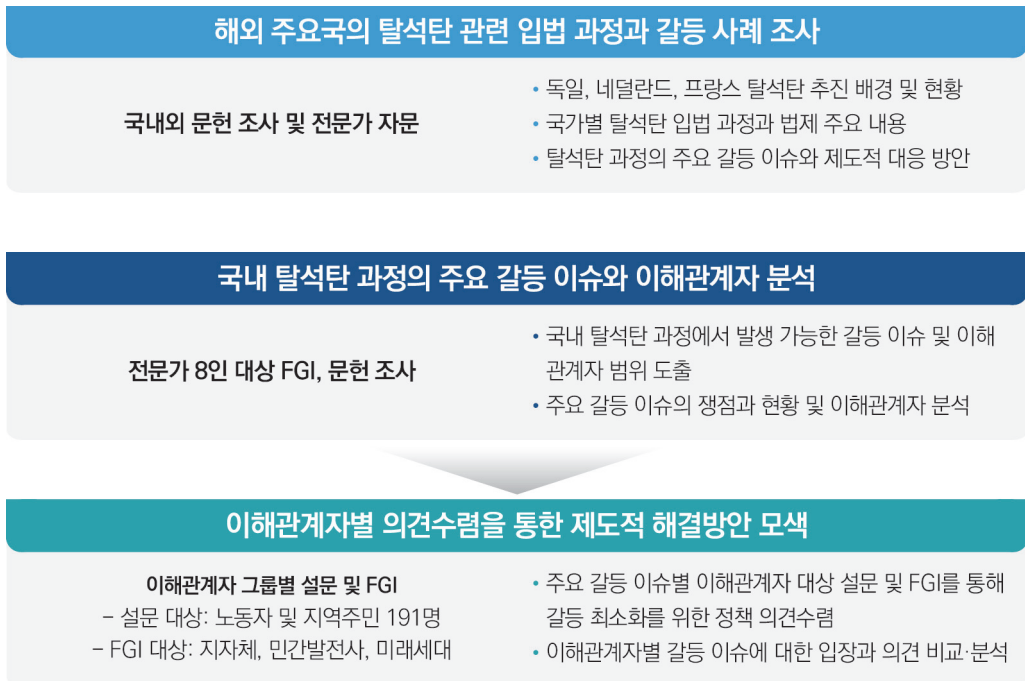 해외 주요국의 탈석탄 관련 입법 과정과 갈등 사례 조사
국내외 문헌 조사 및 전문가 자문
• 독일, 네덜란드, 프랑스 탈석탄 추진 배경 및 현황
• 국가별 탈석탄 입법 과정과 법제 주요 내용
• 탈석탄 과정의 주요 갈등 이슈와 제도적 대응 방안
국내 탈석탄 과정의 주요 갈등 이슈와 이해관계자 분석
전문가 8인 대상 FGI, 문헌 조사
• 국내 탈석탄 과정에서 발생 가능한 갈등 이슈 및 이해
관계자 범위 도출
• 주요 갈등 이슈의 쟁점과 현황 및 이해관계자 분석
이해관계자별 의견수렴을 통한 제도적 해결방안 모색
이해관계자 그룹별 설문 및 FGI
– 설문 대상: 노동자 및 지역주민 191명
– FGI 대상: 지자체, 민간발전사, 미래세대
• 주요 갈등 이슈별 이해관계자 대상 설문 및 FGI를 통해
갈등 최소화를 위한 정책 의견수렴
• 이해관계자별 갈등 이슈에 대한 입장과 의견 비교·분석